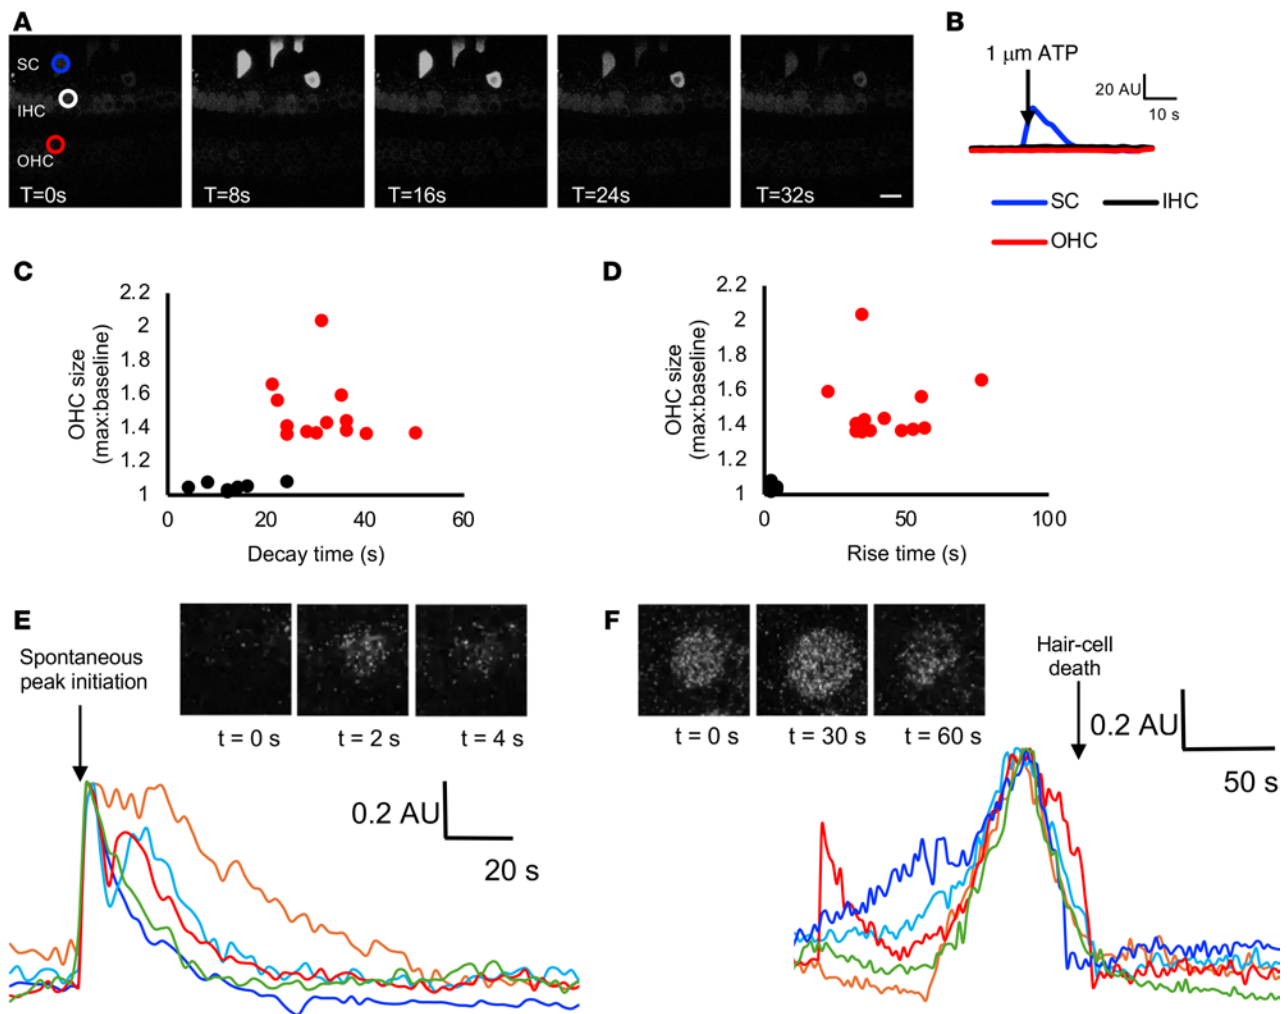 A
SC
IHC
OHC
T=0s
T=8s
T=16s
T=24s
T=32s
B
1 μm ATP
20 AU
10 s
SC
IHC
OHC
C
OHC size
(max:baseline)
2.2
2
1.8
1.6
1.4
1.2
1
0
20
40
60
Decay time (s)
D
OHC size
(max:baseline)
2.2
2
1.8
1.6
1.4
1.2
1
0
50
100
Rise time (s)
E
Spontaneous
peak initiation
t = 0 s
t = 2 s
t = 4 s
0.2 AU
20 s
F
t = 0 s
t = 30 s
t = 60 s
Hair-cell
death
0.2 AU
50 s